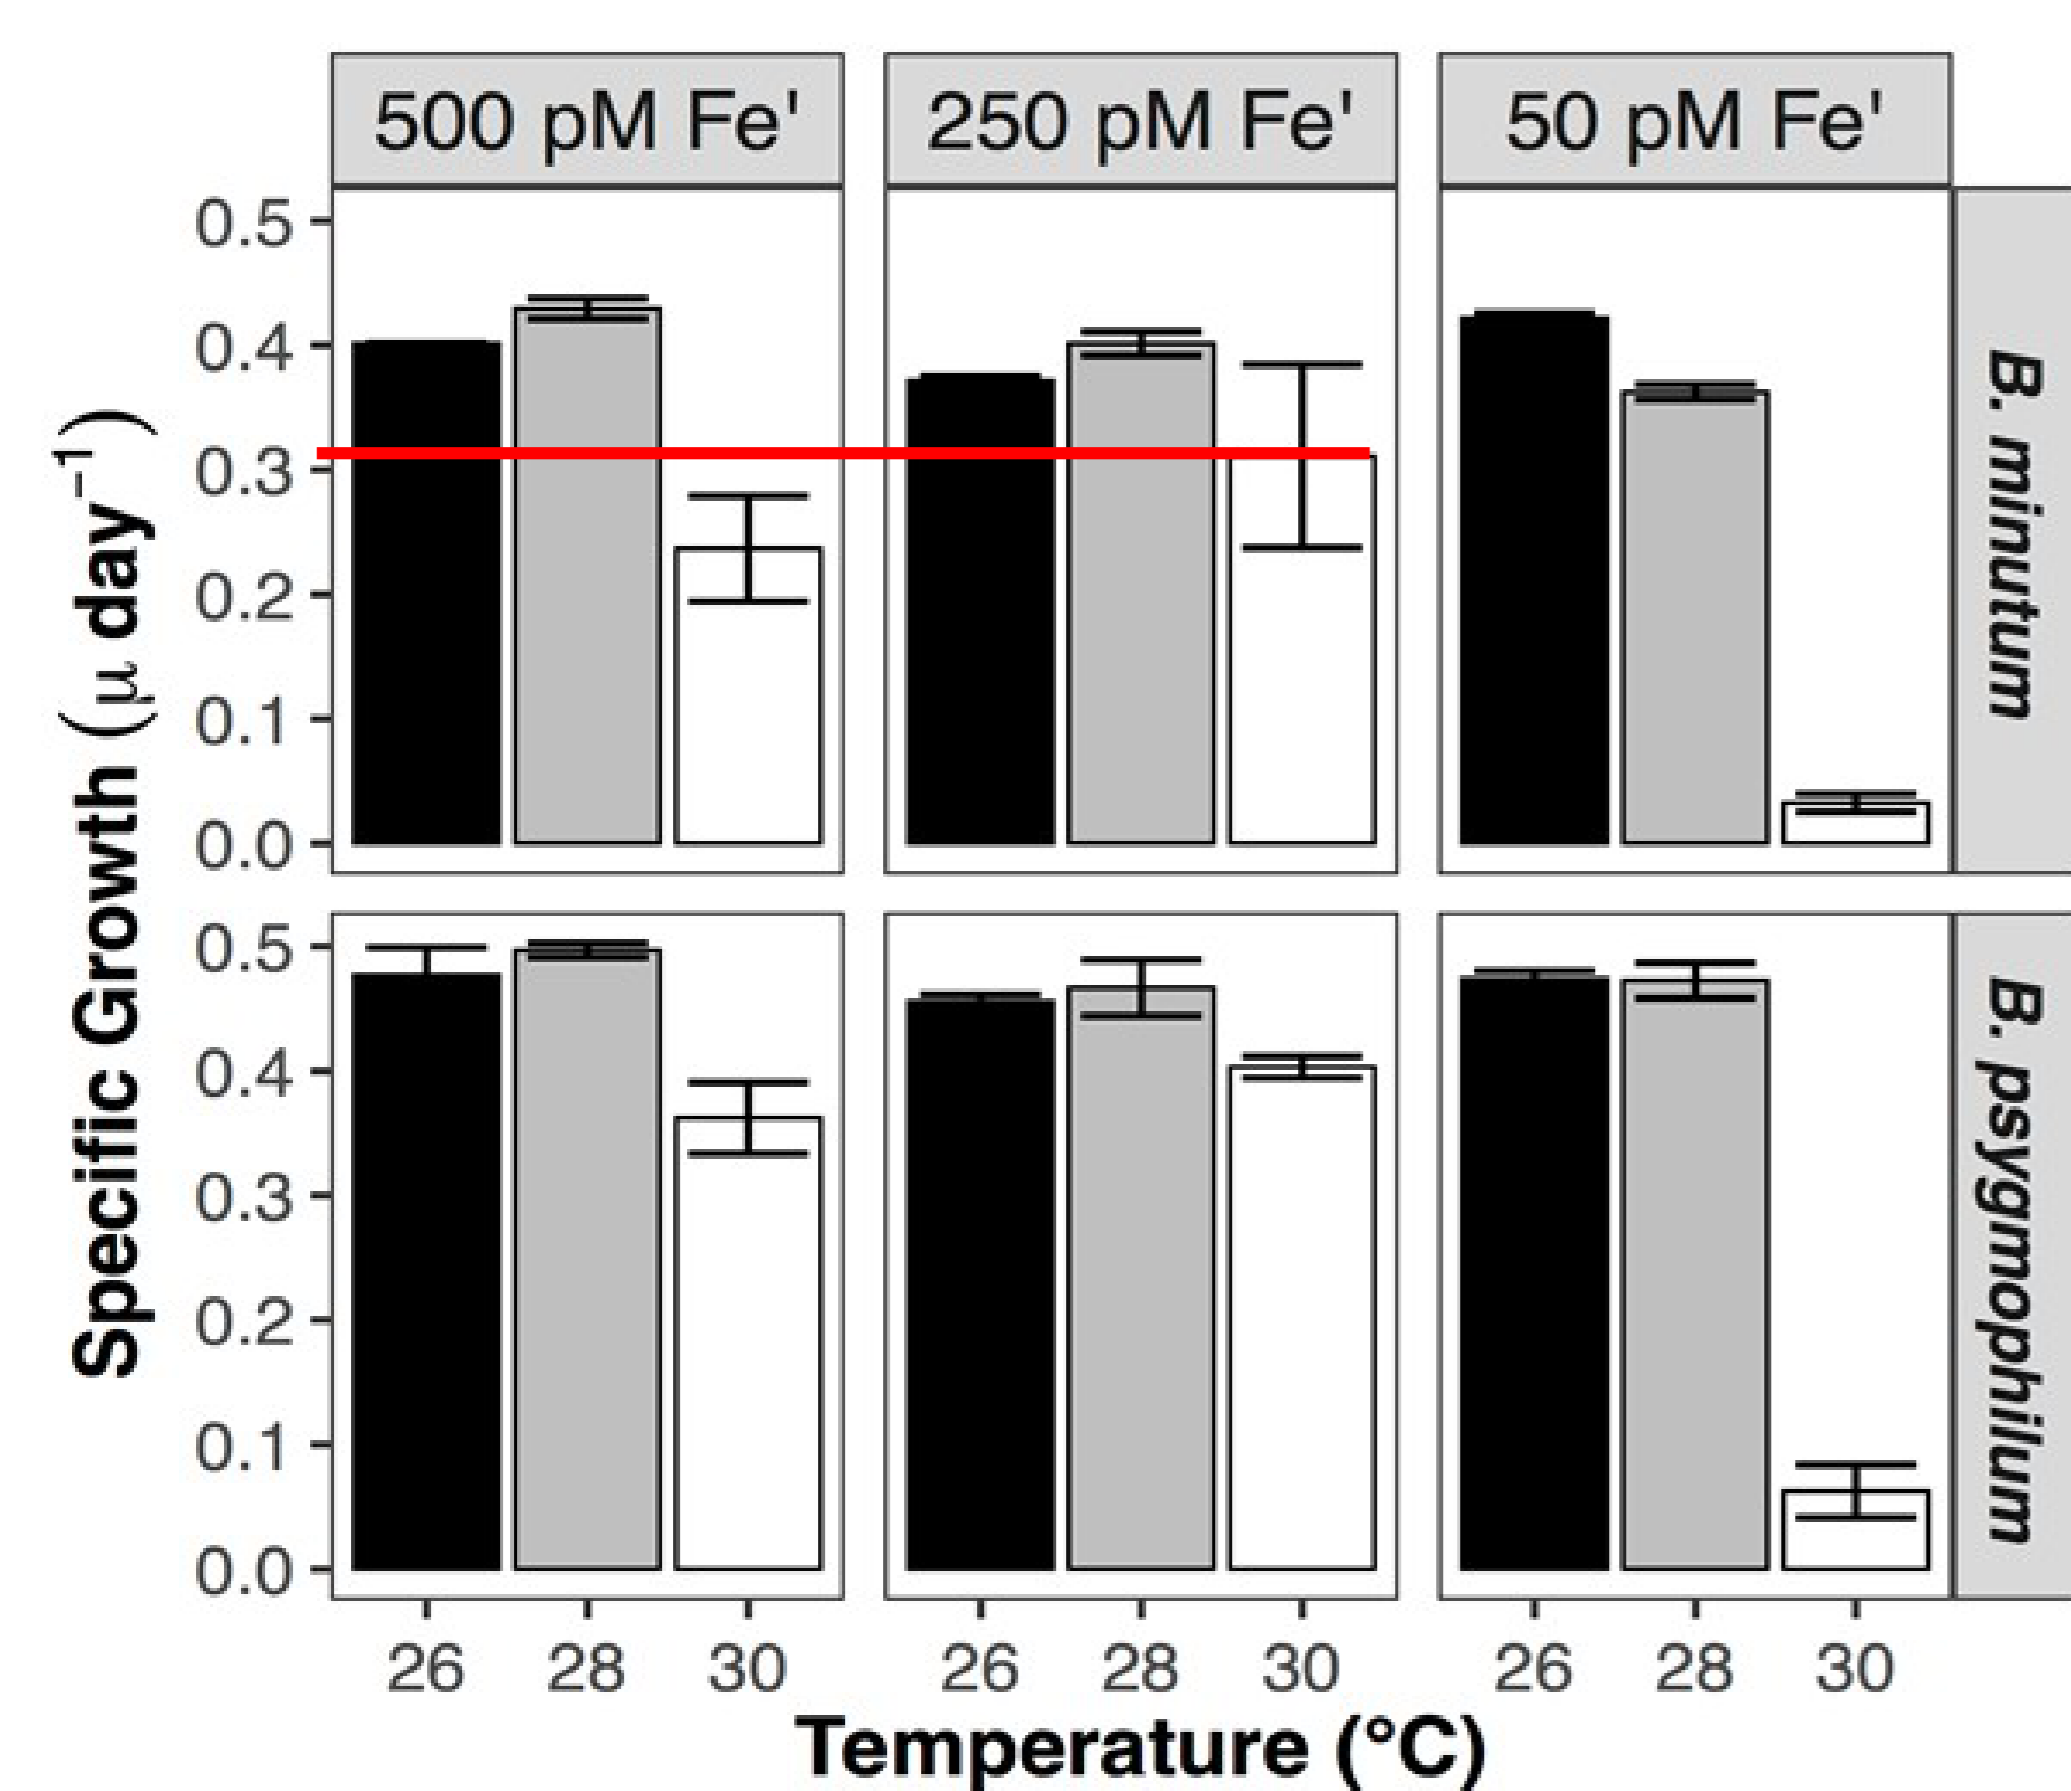 500 pM Fe'
250 pM Fe'
50 pM Fe'
Specific Growth (μ day⁻¹)
0.5
0.4
0.3
0.2
0.1
0.0
B. minutum
0.5
0.4
0.3
0.2
0.1
0.0
B. psygmophilum
26 28 30 26 28 30 26 28 30
Temperature (°C)